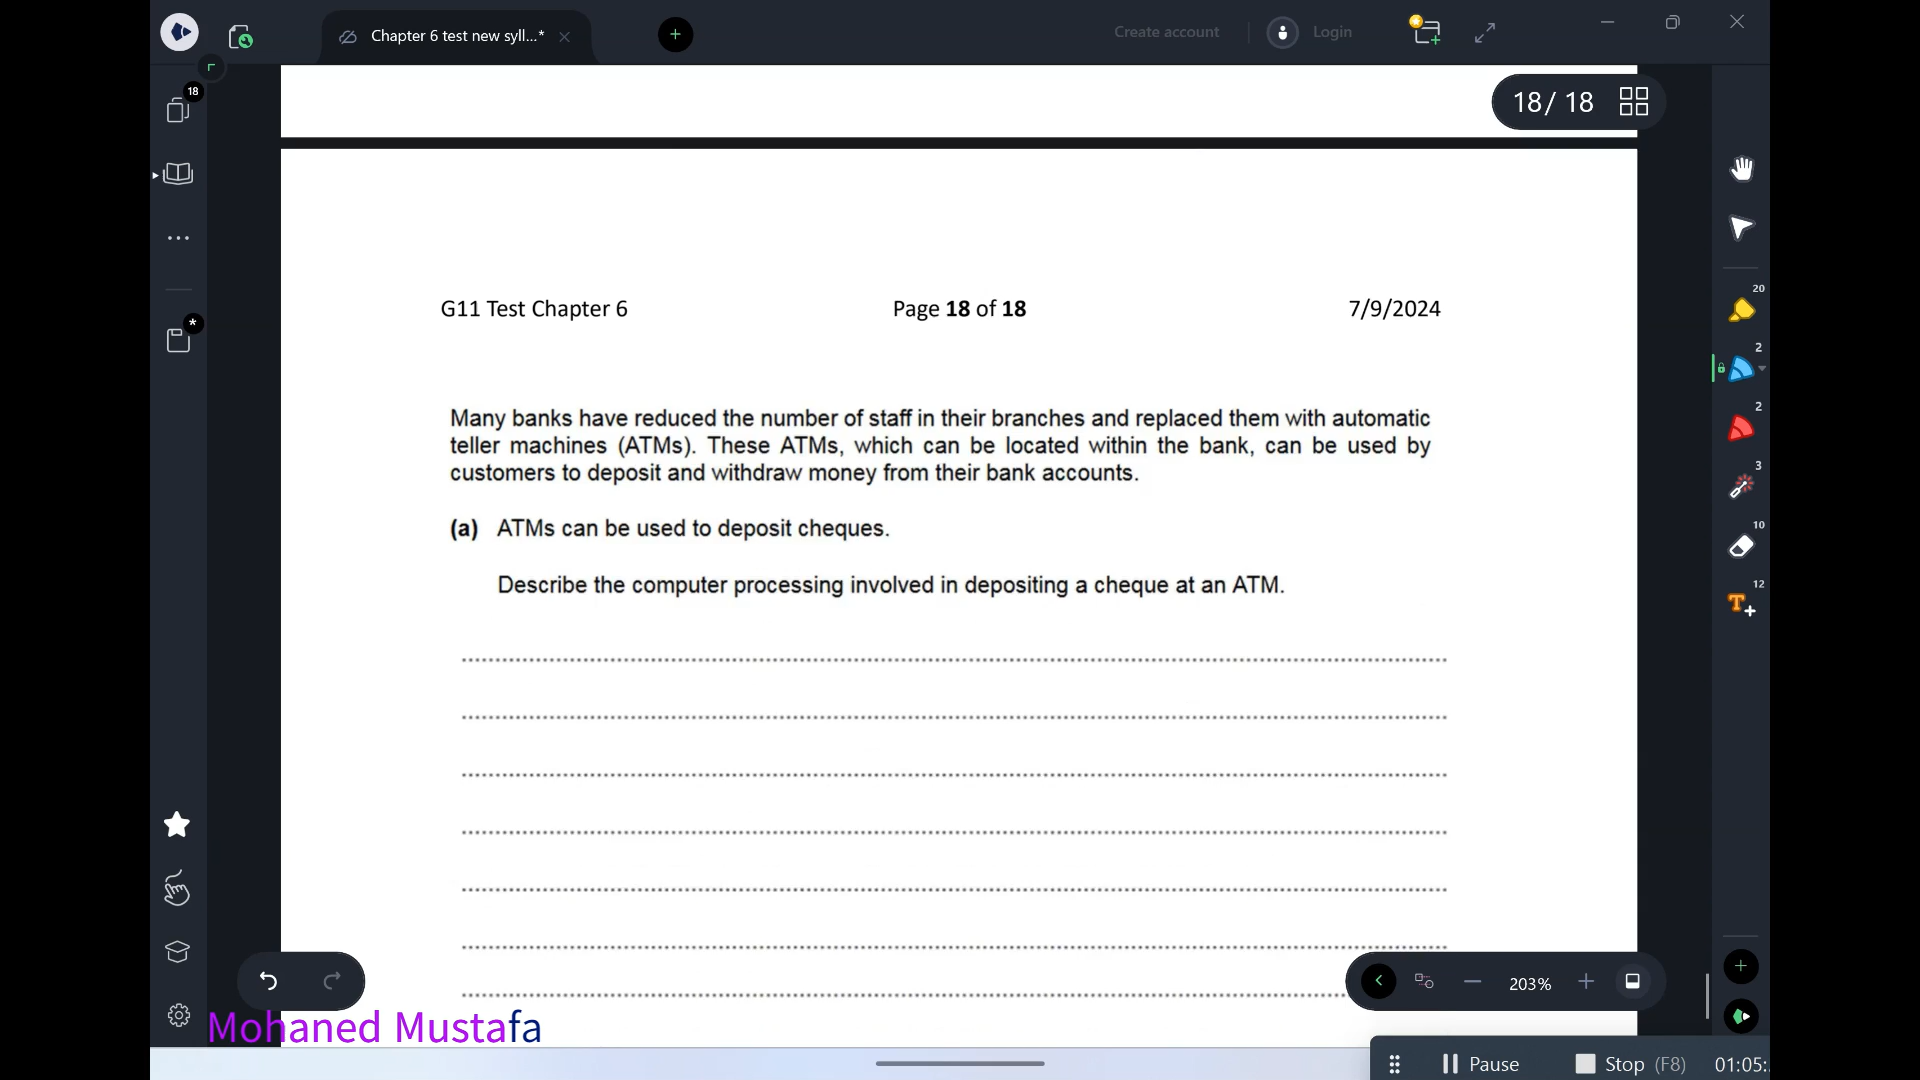 Chapter 6 test new syll...*
Create account
Login
18
18/ 18
G11 Test Chapter 6
Page 18 of 18
7/9/2024
20
2
2
3
10
12
Many banks have reduced the number of staff in their branches and replaced them with automatic
teller machines (ATMs). These ATMs, which can be located within the bank, can be used by
customers to deposit and withdraw money from their bank accounts.
(a) ATMs can be used to deposit cheques.
Describe the computer processing involved in depositing a cheque at an ATM.
203%
Mohaned Mustafa
Pause
Stop (F8)
01:05: